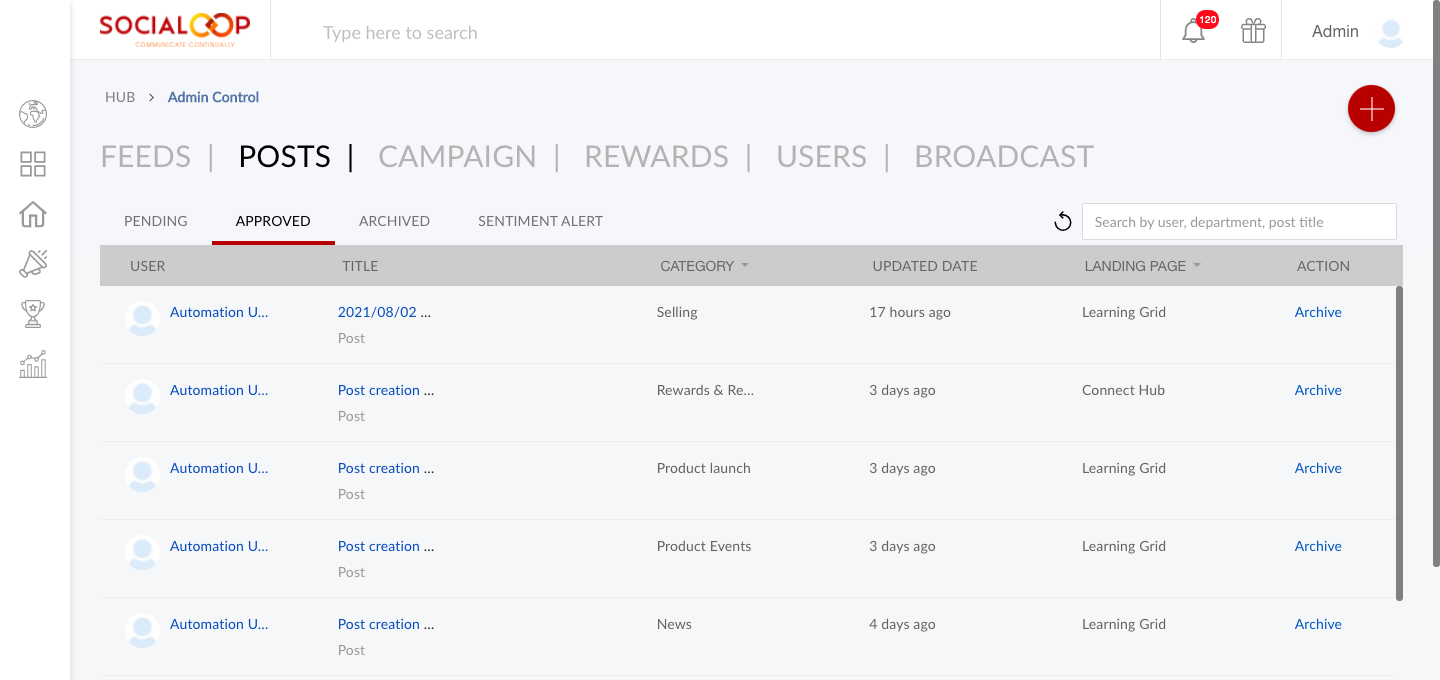 SOCIALOOP
COMMUNICATE CONTINUALLY
Type here to search
120
Admin
HUB > Admin Control
FEEDS | POSTS | CAMPAIGN | REWARDS | USERS | BROADCAST
PENDING APPROVED ARCHIVED SENTIMENT ALERT Search by user, department, post title
USER TITLE CATEGORY UPDATED DATE LANDING PAGE ACTION
Automation U... 2021/08/02 ... Selling 17 hours ago Learning Grid Archive
Post
Automation U... Post creation ... Rewards & Re... 3 days ago Connect Hub Archive
Post
Automation U... Post creation ... Product launch 3 days ago Learning Grid Archive
Post
Automation U... Post creation ... Product Events 3 days ago Learning Grid Archive
Post
Automation U... Post creation ... News 4 days ago Learning Grid Archive
Post